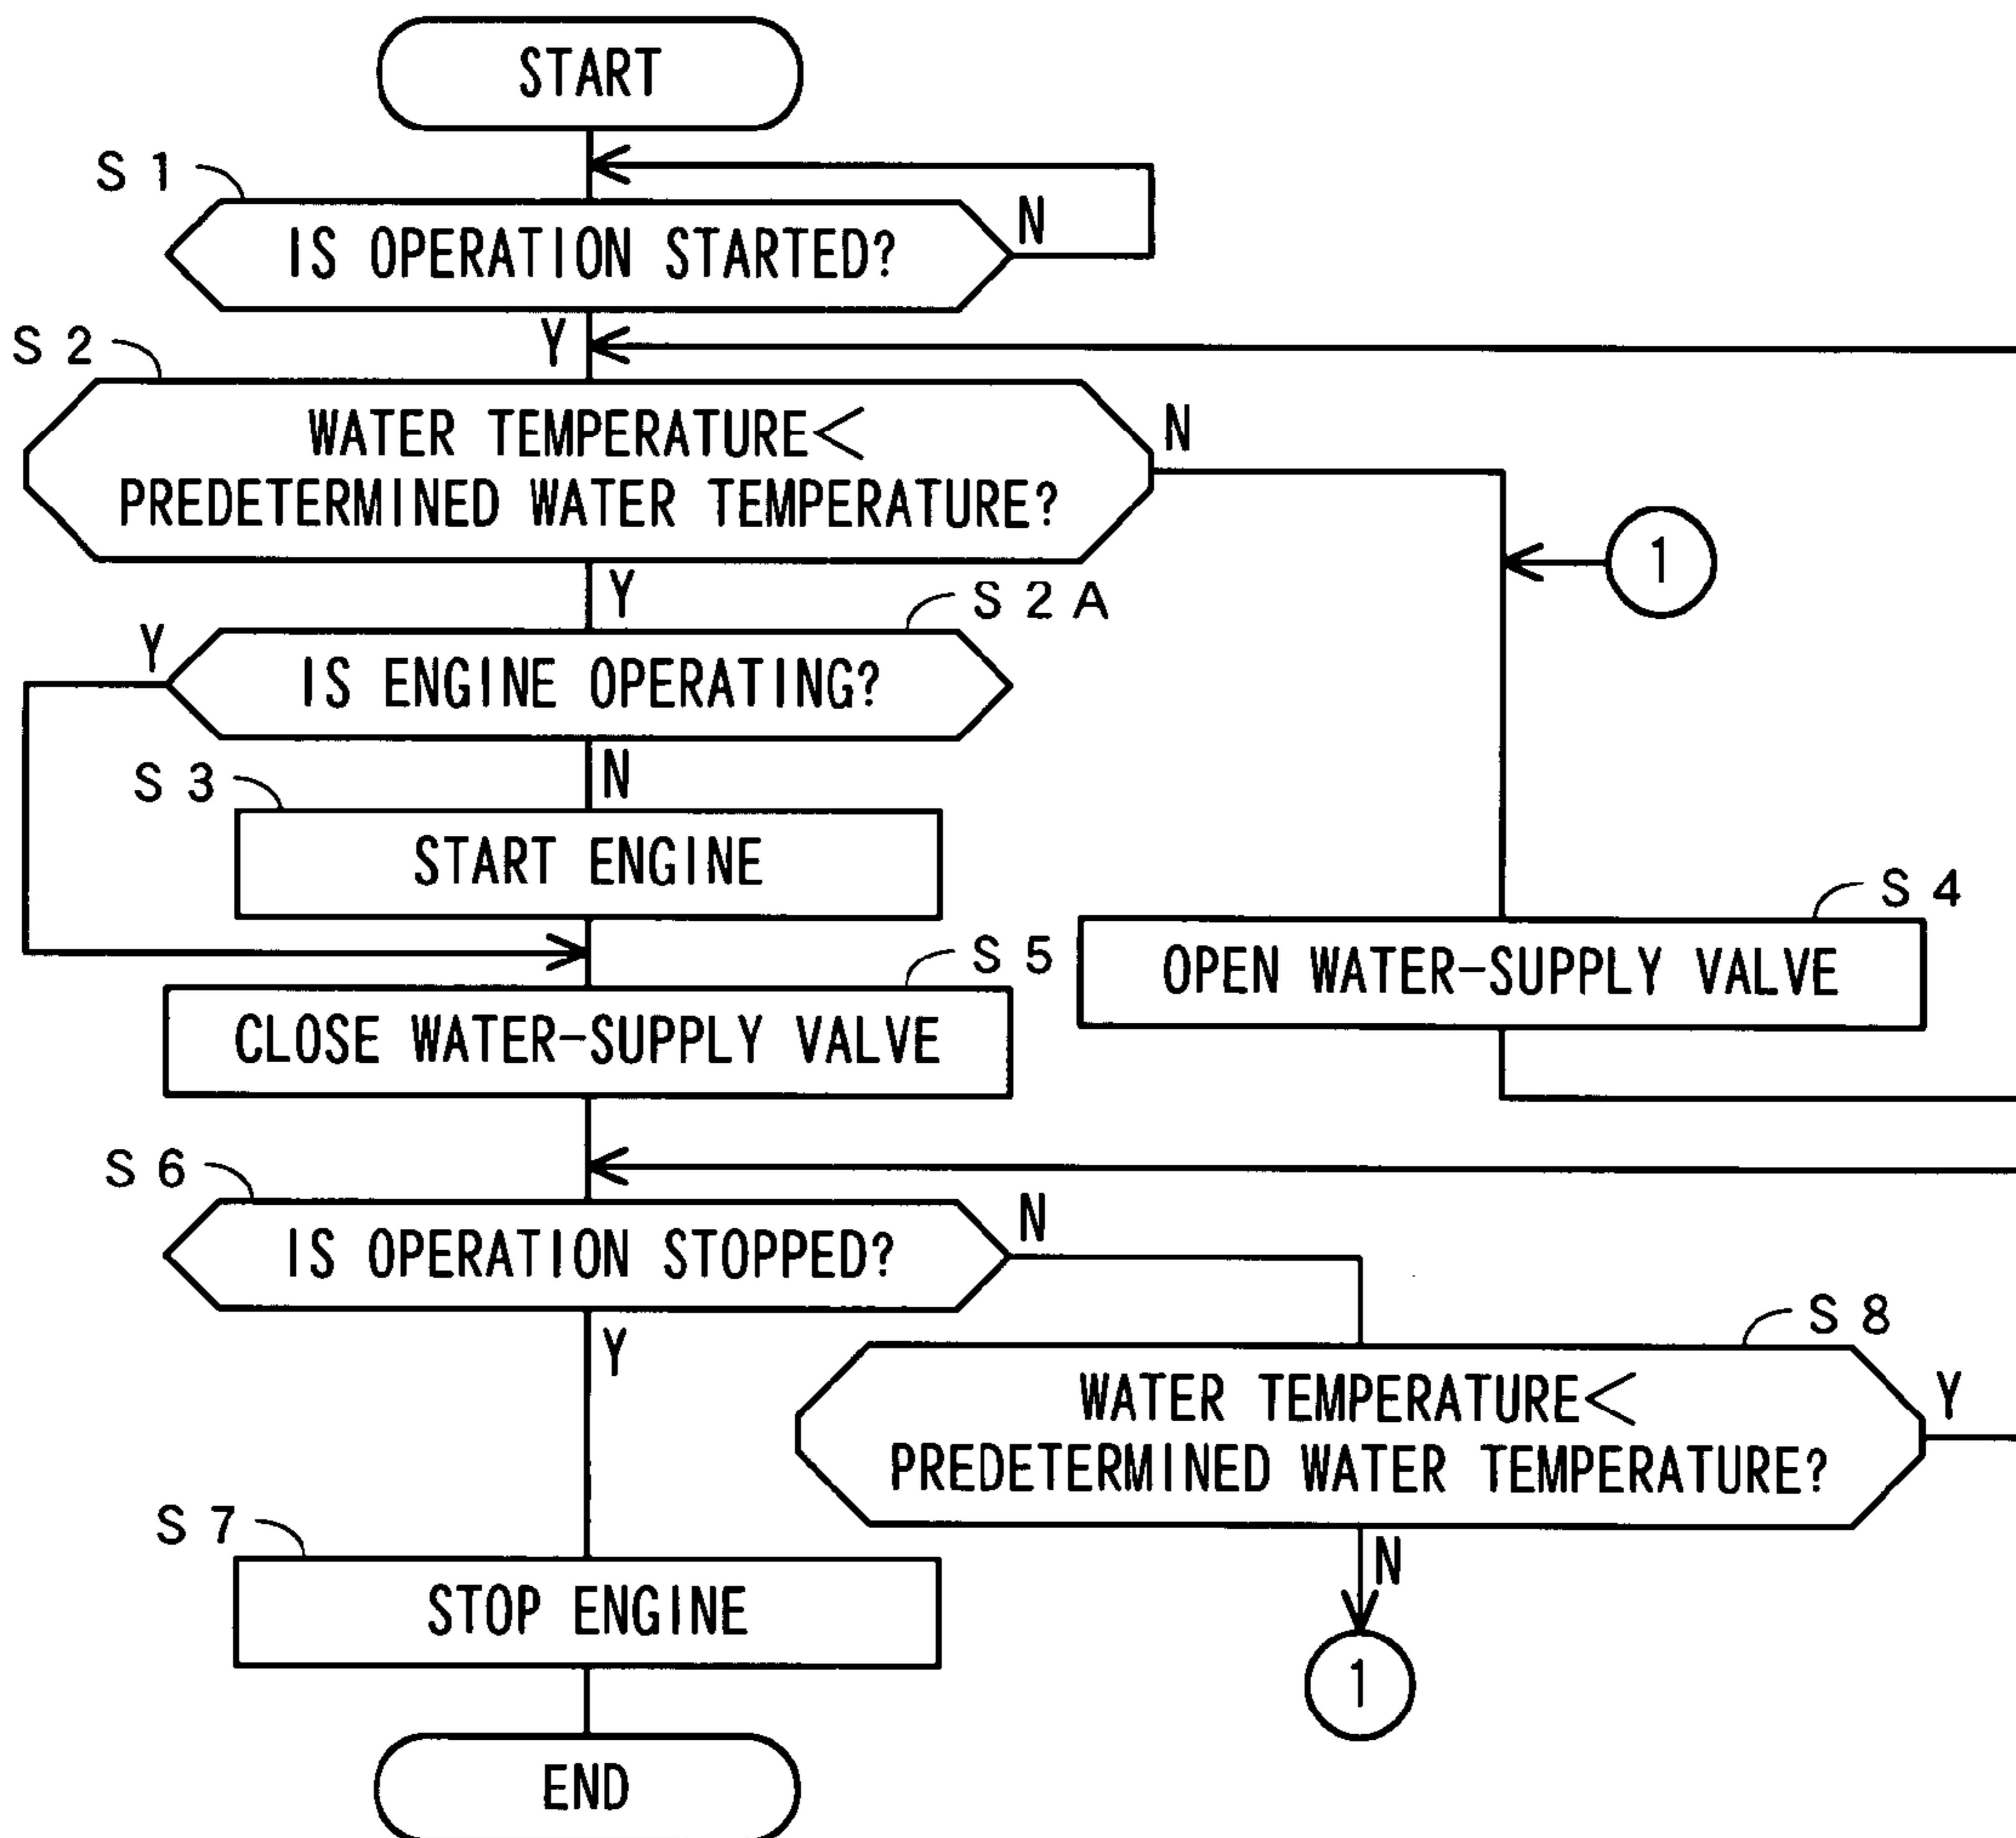 START
S 1
IS OPERATION STARTED?
N
Y
S 2
WATER TEMPERATURE<
PREDETERMINED WATER TEMPERATURE?
N
1
Y
S 2 A
Y
IS ENGINE OPERATING?
N
S 3
START ENGINE
S 4
OPEN WATER-SUPPLY VALVE
S 5
CLOSE WATER-SUPPLY VALVE
S 6
IS OPERATION STOPPED?
N
Y
S 8
WATER TEMPERATURE<
PREDETERMINED WATER TEMPERATURE?
Y
N
S 7
STOP ENGINE
1
END